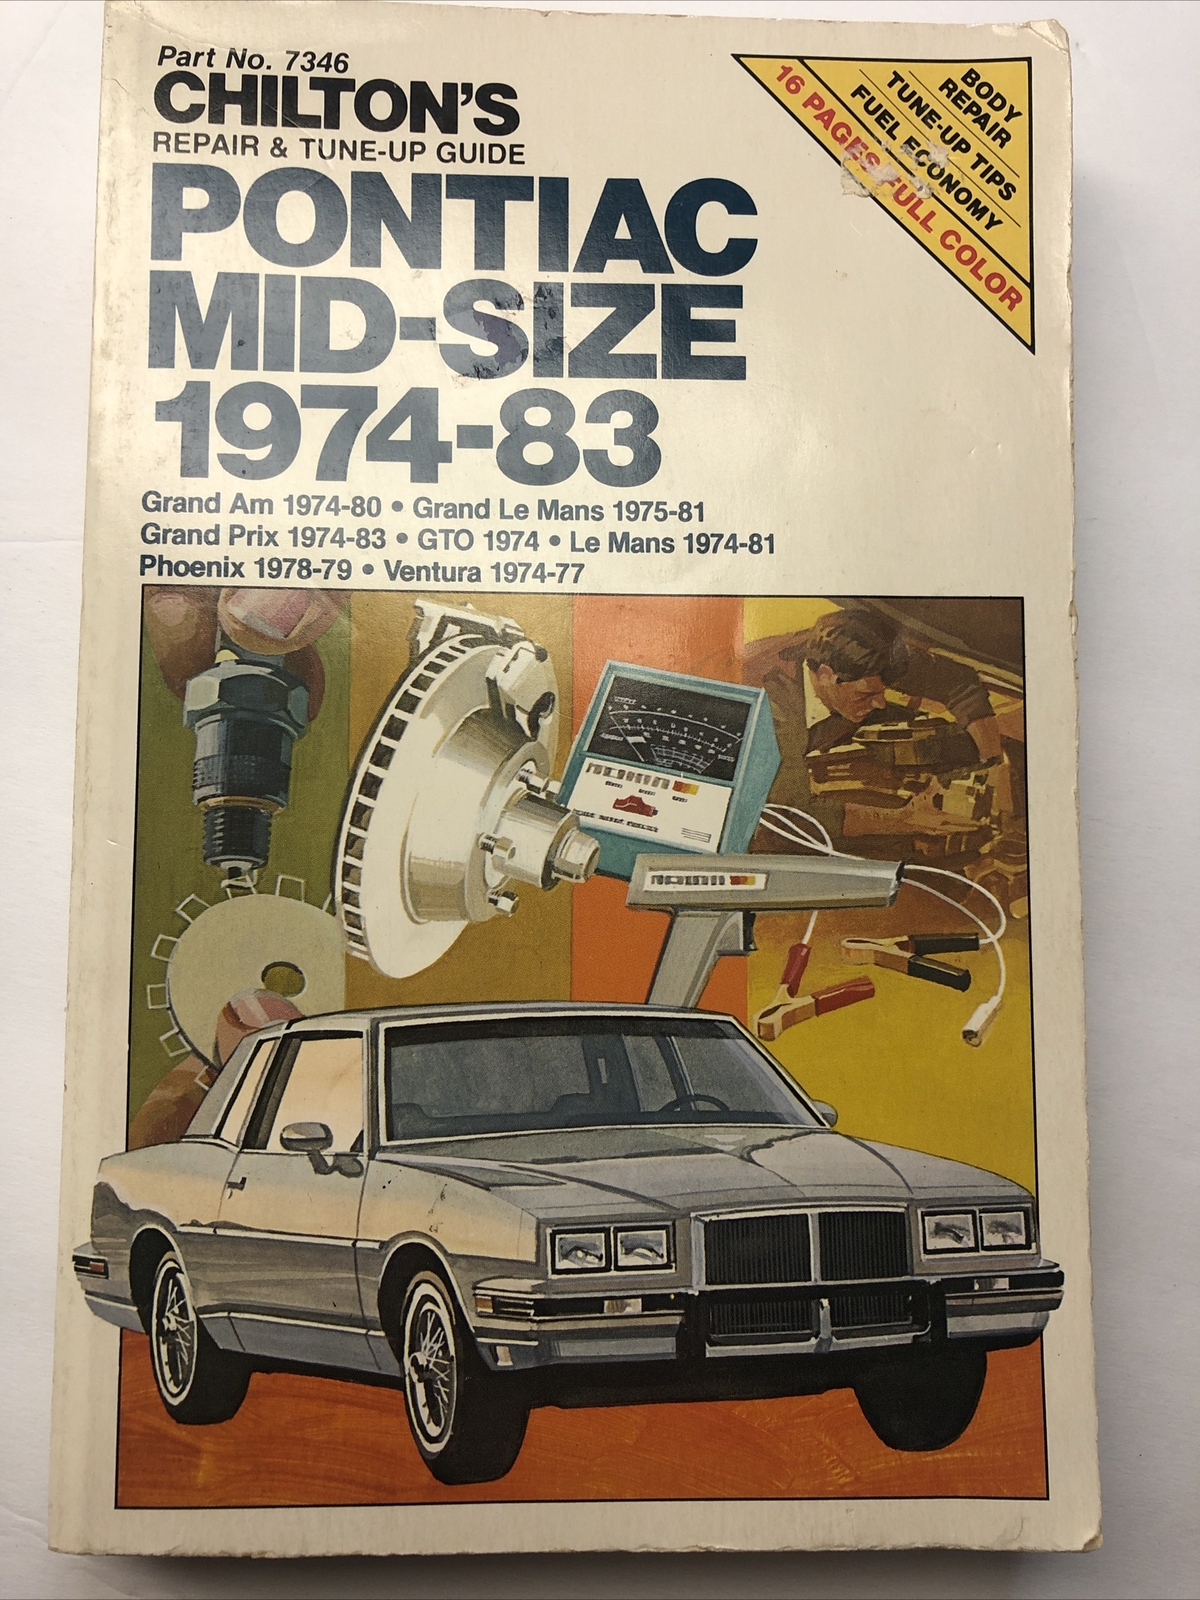 Part No. 7346
CHILTON'S
REPAIR & TUNE-UP GUIDE
PONTIAC
MID-SIZE
1974-83
Grand Am 1974-80 • Grand Le Mans 1975-81
Grand Prix 1974-83 • GTO 1974 • Le Mans 1974-81
Phoenix 1978-79 • Ventura 1974-77
BODY
REPAIR
TUNE-UP TIPS
FUEL ECONOMY
16 PAGES FULL COLOR